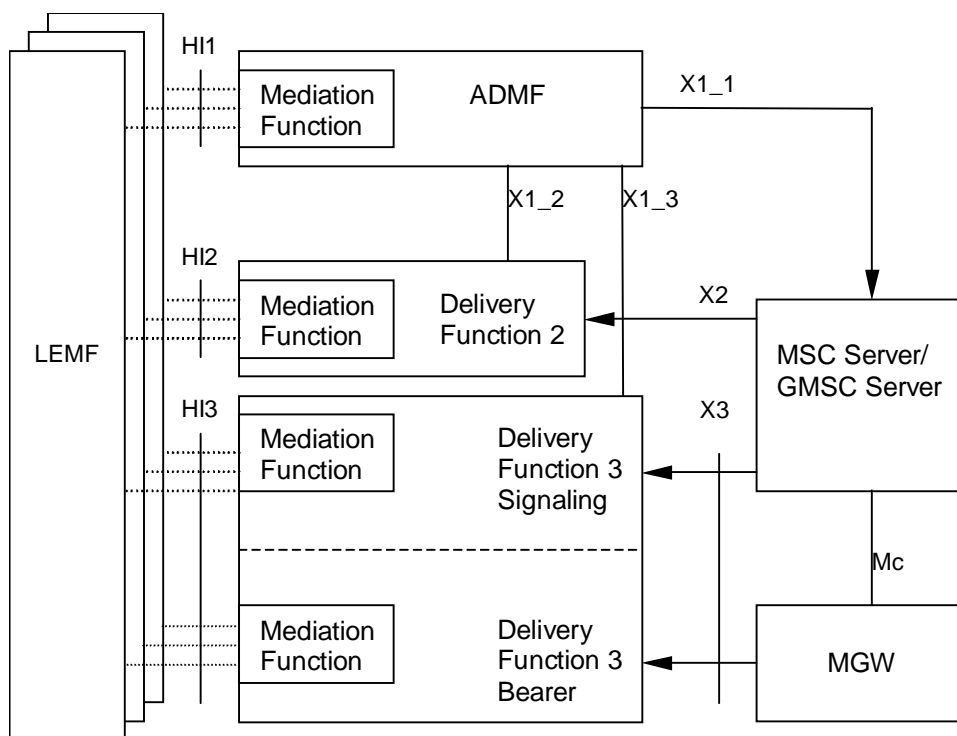 HI1
Mediation
Function
ADMF
X1_1
X1_2
X1_3
HI2
Mediation
Function
Delivery
Function 2
X2
LEMF
MSC Server/
GMSC Server
HI3
Mediation
Function
Delivery
Function 3
Signaling
X3
Mc
Mediation
Function
Delivery
Function 3
Bearer
MGW